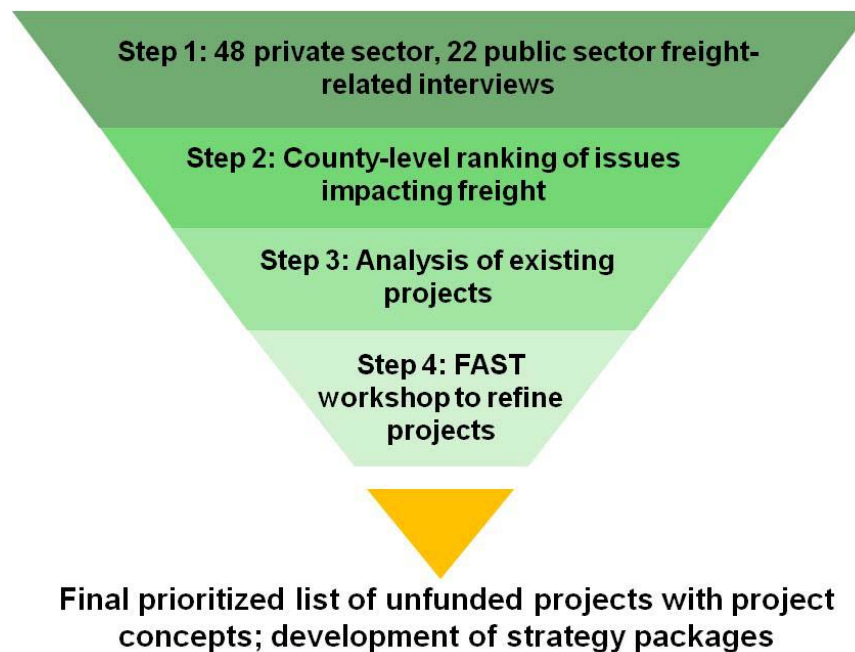 Step 1: 48 private sector, 22 public sector freight-
related interviews
Step 2: County-level ranking of issues
impacting freight
Step 3: Analysis of existing
projects
Step 4: FAST
workshop to refine
projects
Final prioritized list of unfunded projects with project
concepts; development of strategy packages